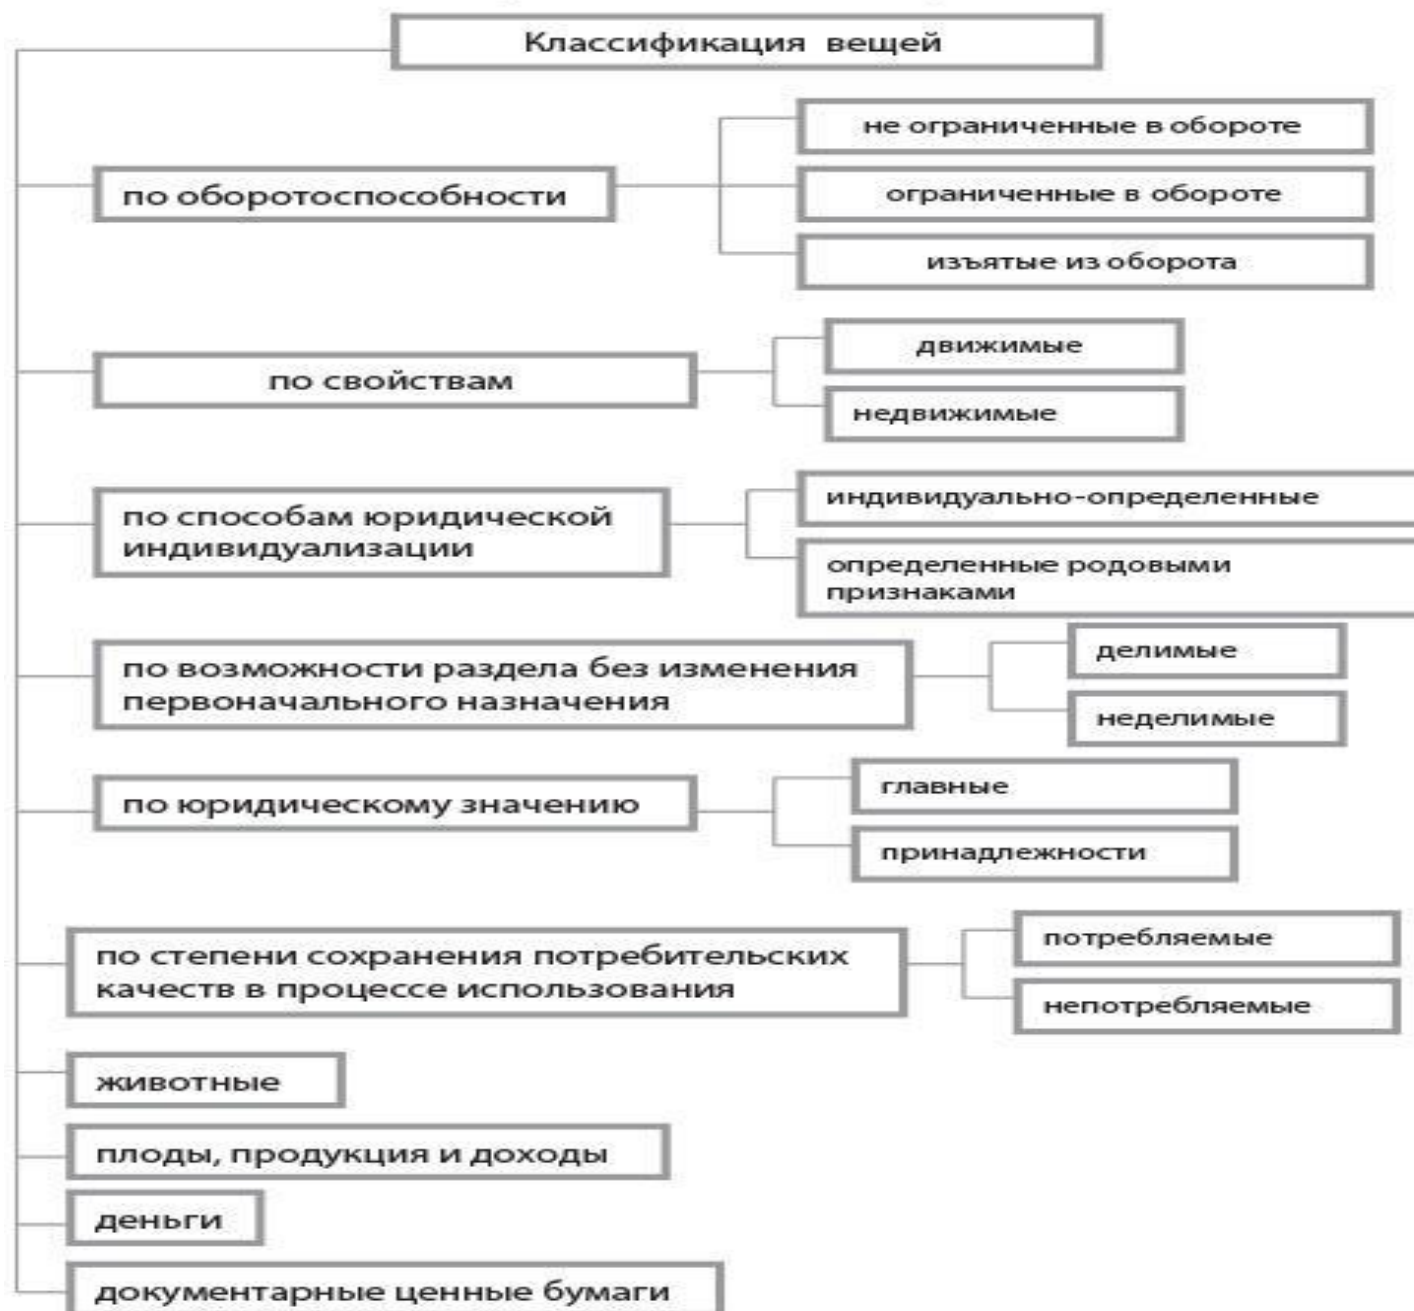 Классификация вещей
по оборотоспособности
не ограниченные в обороте
ограниченные в обороте
изъятые из оборота
по свойствам
движимые
недвижимые
по способам юридической
индивидуализации
индивидуально-определенные
определенные родовыми
признаками
по возможности раздела без изменения
первоначального назначения
делимые
неделимые
по юридическому значению
главные
принадлежности
по степени сохранения потребительских
качеств в процессе использования
потребляемые
непотребляемые
животные
плоды, продукция и доходы
деньги
документарные ценные бумаги